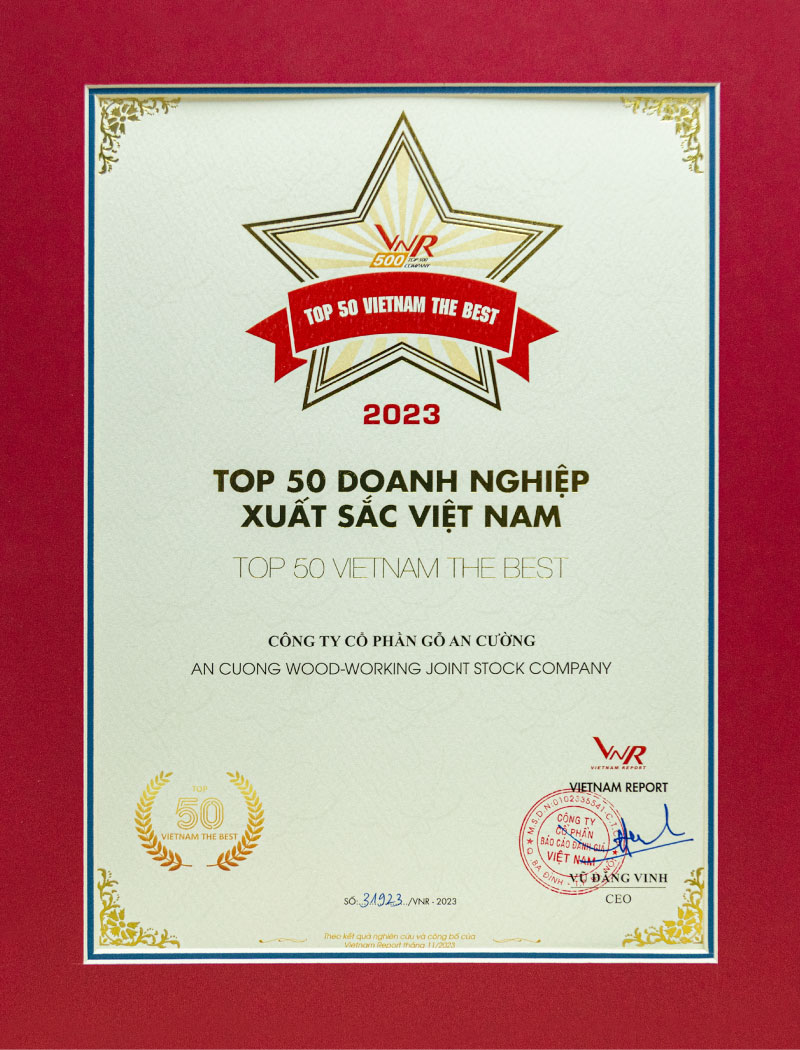 VNR
500 TOP 500
COMPANY
TOP 50 VIETNAM THE BEST
2023
TOP 50 DOANH NGHIỆP
XUẤT SẮC VIỆT NAM
TOP 50 VIETNAM THE BEST
CÔNG TY CỔ PHẦN GỖ AN CƯỜNG
AN CUONG WOOD-WORKING JOINT STOCK COMPANY
VNR
VIETNAM REPORT
VIETNAM REPORT
TOP
50
VIETNAM THE BEST
M.S.D.N:0102335541-C.T.C.P
CÔNG TY
CỔ PHẦN
BÁO CÁO ĐÁNH GIÁ
VIỆT NAM
BA ĐÌNH
VŨ ĐĂNG VINH
CEO
SỐ: 31923 /VNR - 2023
Theo kết quả nghiên cứu và công bố của
Vietnam Report tháng 11/2023